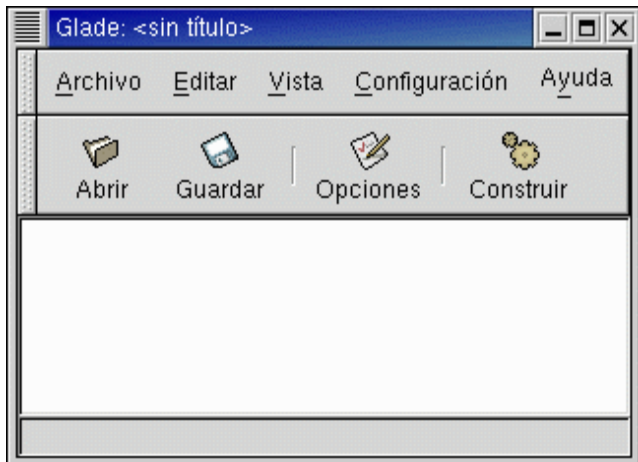 Glade: <sin título>
Archivo Editar Vista Configuración Ayuda
Abrir Guardar Opciones Construir